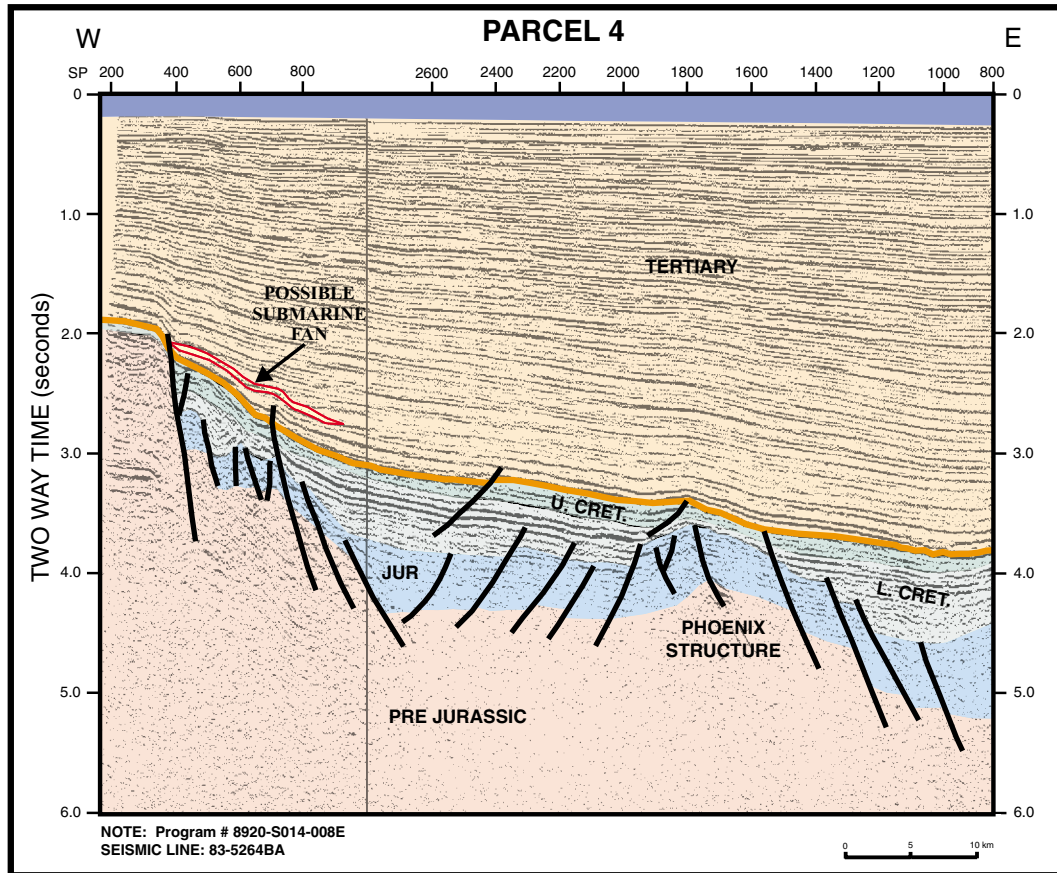 PARCEL 4
W
E
SP 200 400 600 800 2600 2400 2200 2000 1800 1600 1400 1200 1000 800
0 0
1.0 1.0
TERTIARY
POSSIBLE
SUBMARINE
FAN
2.0 2.0
TWO WAY TIME (seconds)
3.0 3.0
U. CRET.
4.0 4.0
JUR
L. CRET.
PHOENIX
STRUCTURE
5.0 5.0
PRE JURASSIC
6.0 6.0
NOTE: Program # 8920-S014-008E
SEISMIC LINE: 83-5264BA
0 5 10 km